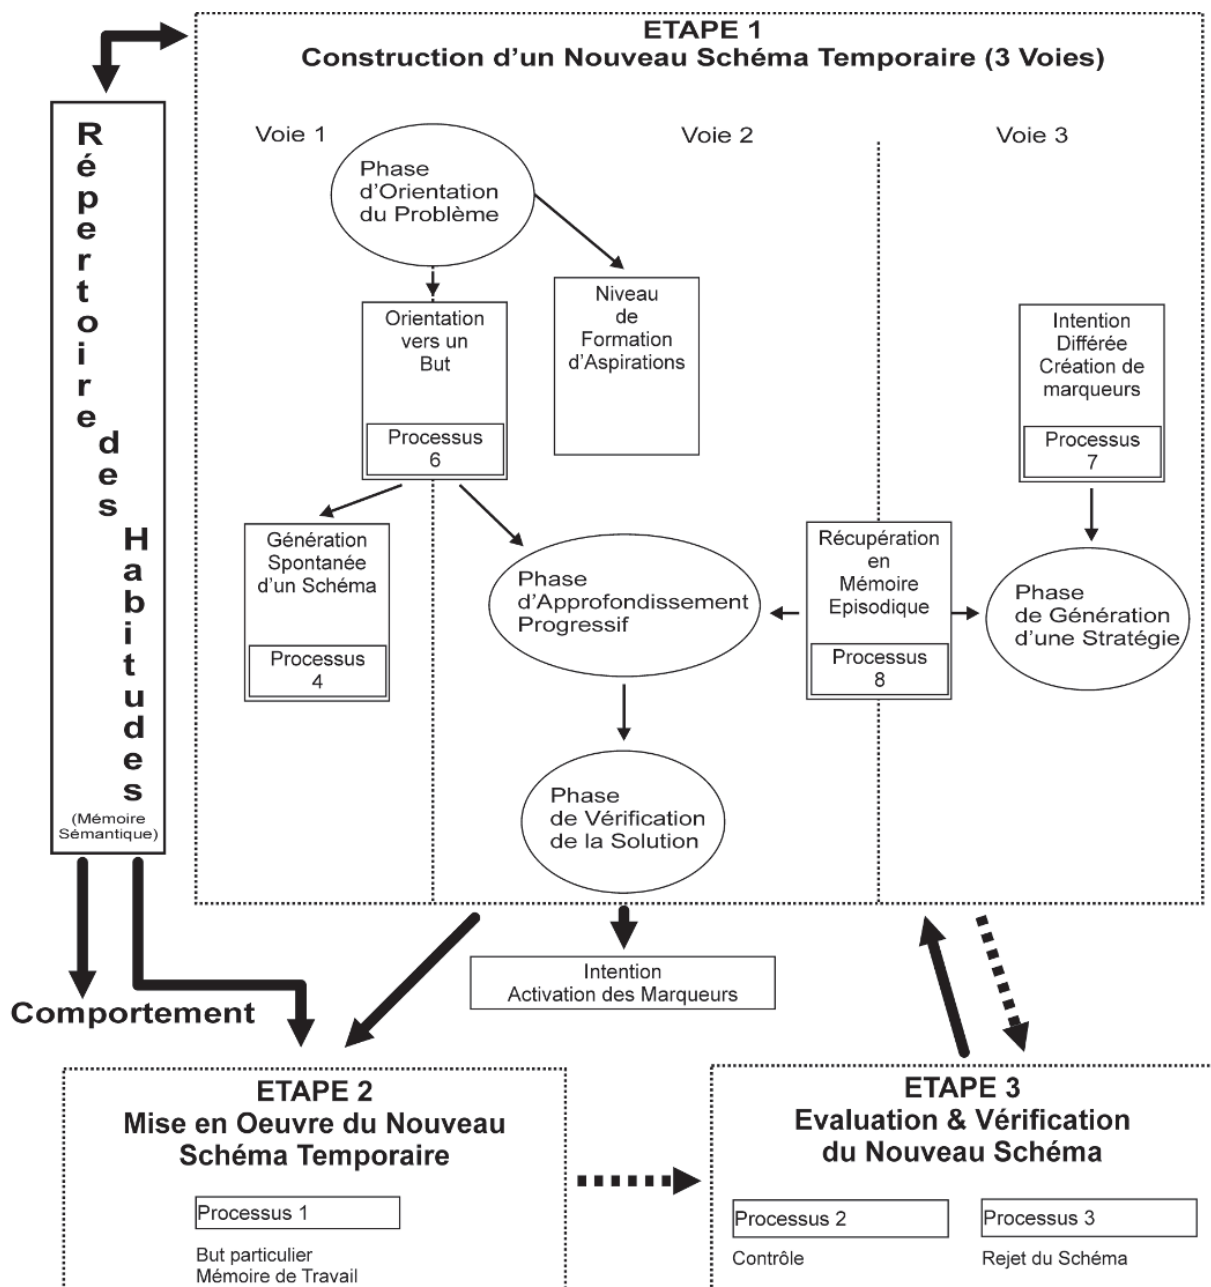 ETAPE 1
Construction d'un Nouveau Schéma Temporaire (3 Voies)
Répertoire des Habitudes
(Mémoire
Sémantique)
Voie 1
Voie 2
Voie 3
Phase
d'Orientation
du Problème
Orientation
vers un
But
Processus
6
Niveau
de
Formation
d'Aspirations
Intention
Différée
Création de
marqueurs
Processus
7
Génération
Spontanée
d'un Schéma
Processus
4
Phase
d'Approfondissement
Progressif
Récupération
en
Mémoire
Episodique
Processus
8
Phase
de Génération
d'une Stratégie
Phase
de Vérification
de la Solution
Intention
Activation des Marqueurs
Comportement
ETAPE 2
Mise en Oeuvre du Nouveau
Schéma Temporaire
Processus 1
But particulier
Mémoire de Travail
ETAPE 3
Evaluation & Vérification
du Nouveau Schéma
Processus 2
Contrôle
Processus 3
Rejet du Schéma